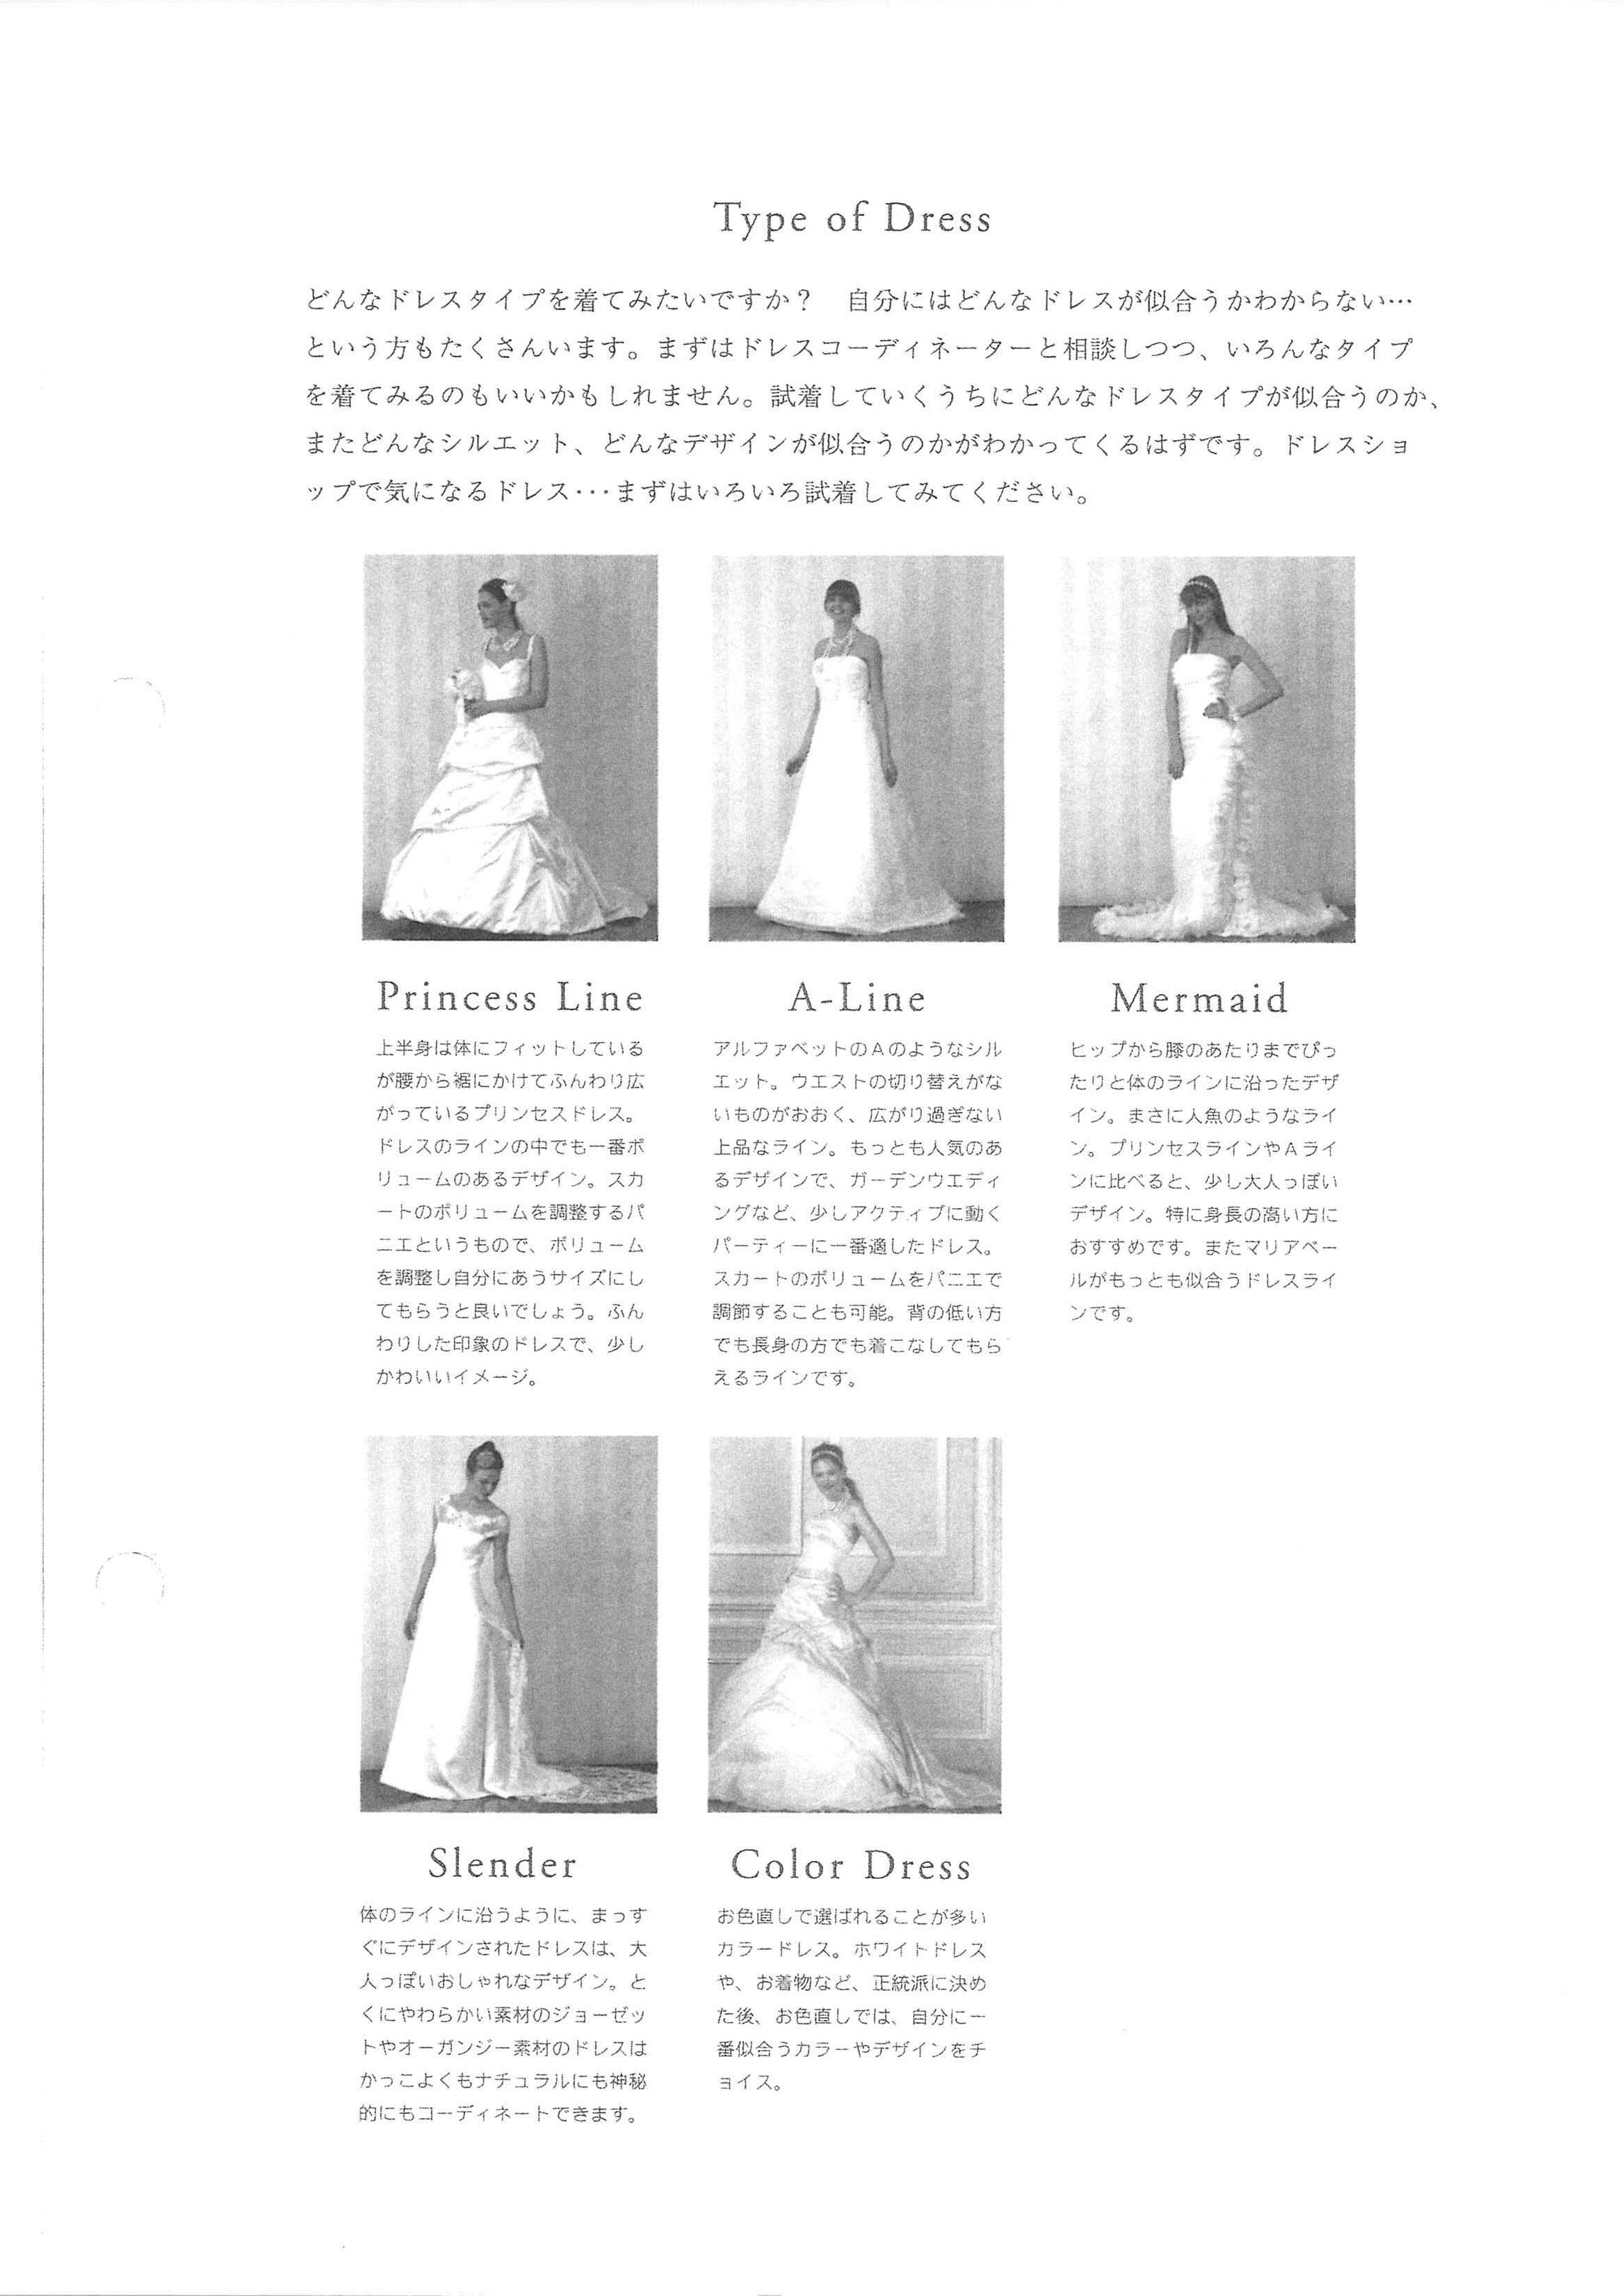 Type of Dress
どんなドレスタイプを着てみたいですか？　自分にはどんなドレスが似合うかわからない…
という方もたくさんいます。まずはドレスコーディネーターと相談しつつ、いろんなタイプ
を着てみるのもいいかもしれません。試着していくうちにどんなドレスタイプが似合うのか、
またどんなシルエット、どんなデザインが似合うのかがわかってくるはずです。ドレスショ
ップで気になるドレス…まずはいろいろ試着してみてください。
Princess Line
上半身は体にフィットしている
が腰から裾にかけてふんわり広
がっているプリンセスドレス。
ドレスのラインの中でも一番ボ
リュームのあるデザイン。スカ
ートのボリュームを調整するパ
ニエというもので、ボリューム
を調整し自分にあうサイズにし
てもらうと良いでしょう。ふん
わりした印象のドレスで、少し
かわいいイメージ。
A-Line
アルファベットのＡのようなシル
エット。ウエストの切り替えがな
いものがおおく、広がり過ぎない
上品なライン。もっとも人気のあ
るデザインで、ガーデンウエディ
ングなど、少しアクティブに動く
パーティーに一番適したドレス。
スカートのボリュームをパニエで
調節することも可能。背の低い方
でも長身の方でも着こなしてもら
えるラインです。
Mermaid
ヒップから膝のあたりまでぴっ
たりと体のラインに沿ったデザ
イン。まさに人魚のようなライ
ン。プリンセスラインやＡライ
ンに比べると、少し大人っぽい
デザイン。特に身長の高い方に
おすすめです。またマリアベー
ルがもっとも似合うドレスライ
ンです。
Slender
体のラインに沿うように、まっす
ぐにデザインされたドレスは、大
人っぽいおしゃれなデザイン。と
くにやわらかい素材のジョーゼッ
トやオーガンジー素材のドレスは
かっこよくもナチュラルにも神秘
的にもコーディネートできます。
Color Dress
お色直しで選ばれることが多い
カラードレス。ホワイトドレス
や、お着物など、正統派に決め
た後、お色直しでは、自分に一
番似合うカラーやデザインをチ
ョイス。